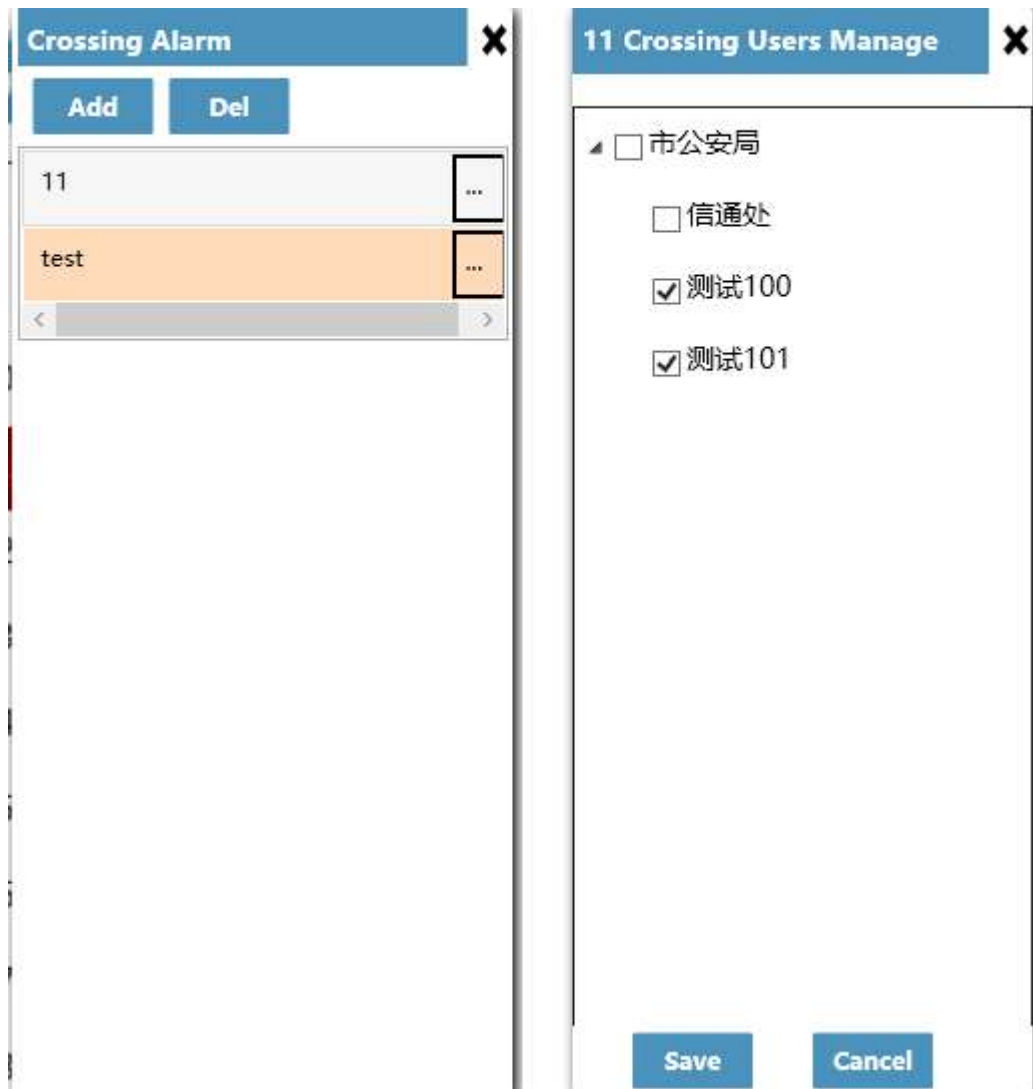 Crossing Alarm
Add Del
11 ...
test ...
11 Crossing Users Manage
市公安局
信通处
测试100
测试101
Save Cancel